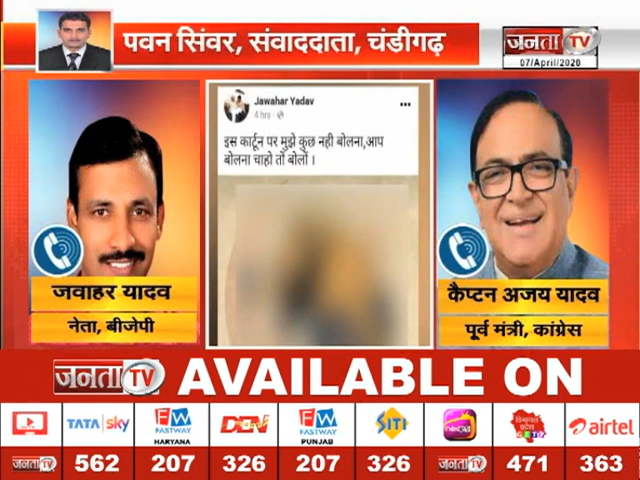 पवन सिंवर, संवाददाता, चंडीगढ़
जनता TV
07/April/2020
Jawahar Yadav
4 hrs
इस कार्टून पर मुझे कुछ नही बोलना,आप
बोलना चाहो तो बोलों ।
जवाहर यादव
नेता, बीजेपी
कैप्टन अजय यादव
पूर्व मंत्री, कांग्रेस
जनता TV AVAILABLE ON
TATA sky
FASTWAY HARYANA
DEN
FASTWAY PUNJAB
SITI
airtel
जनता TV 562 207 326 207 326 जनता TV 471 363